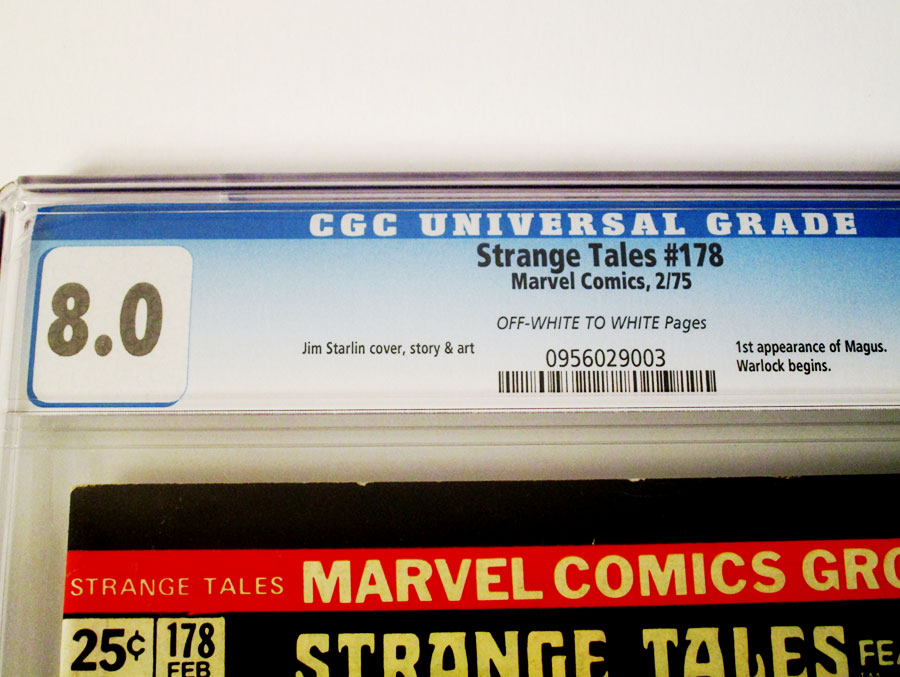 CGC UNIVERSAL GRADE
8.0
Strange Tales #178
Marvel Comics, 2/75
OFF-WHITE TO WHITE Pages
Jim Starlin cover, story & art
0956029003
1st appearance of Magus.
Warlock begins.
STRANGE TALES
MARVEL COMICS GRO
25¢
178
FEB
STRANGE TALES
FEA